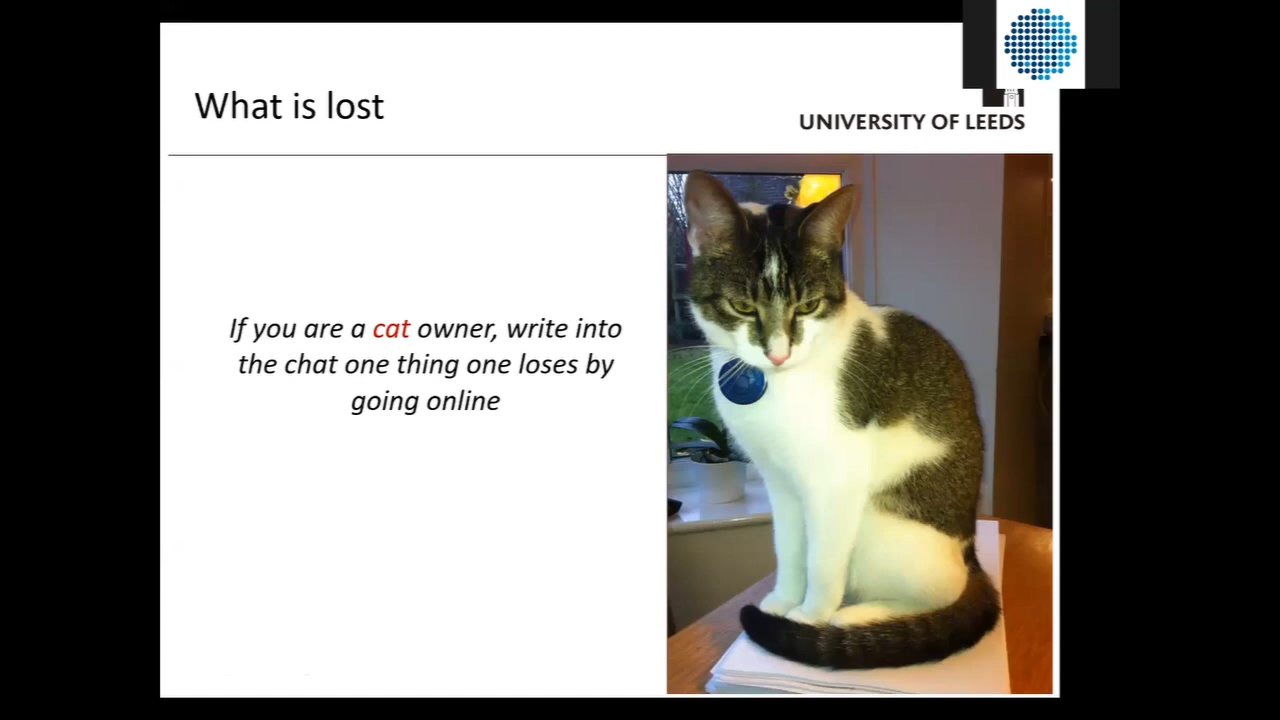 What is lost
UNIVERSITY OF LEEDS
If you are a cat owner, write into
the chat one thing one loses by
going online